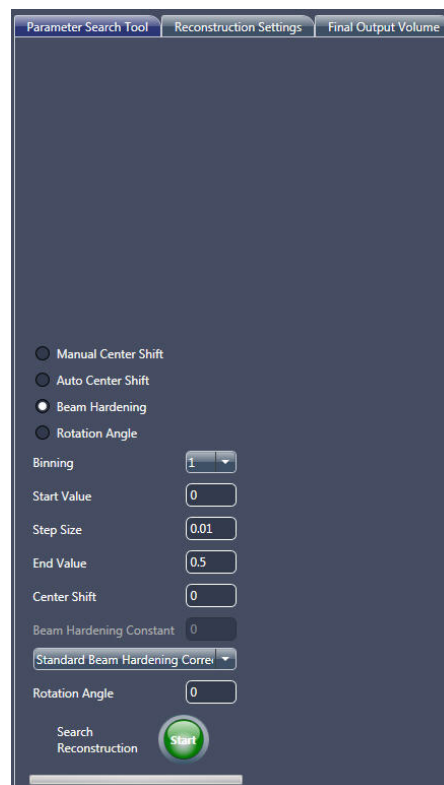 Parameter Search Tool Reconstruction Settings Final Output Volume
Manual Center Shift
Auto Center Shift
Beam Hardening
Rotation Angle
Binning 1
Start Value 0
Step Size 0.01
End Value 0.5
Center Shift 0
Beam Hardening Constant 0
Standard Beam Hardening Corre
Rotation Angle 0
Search
Reconstruction
Start